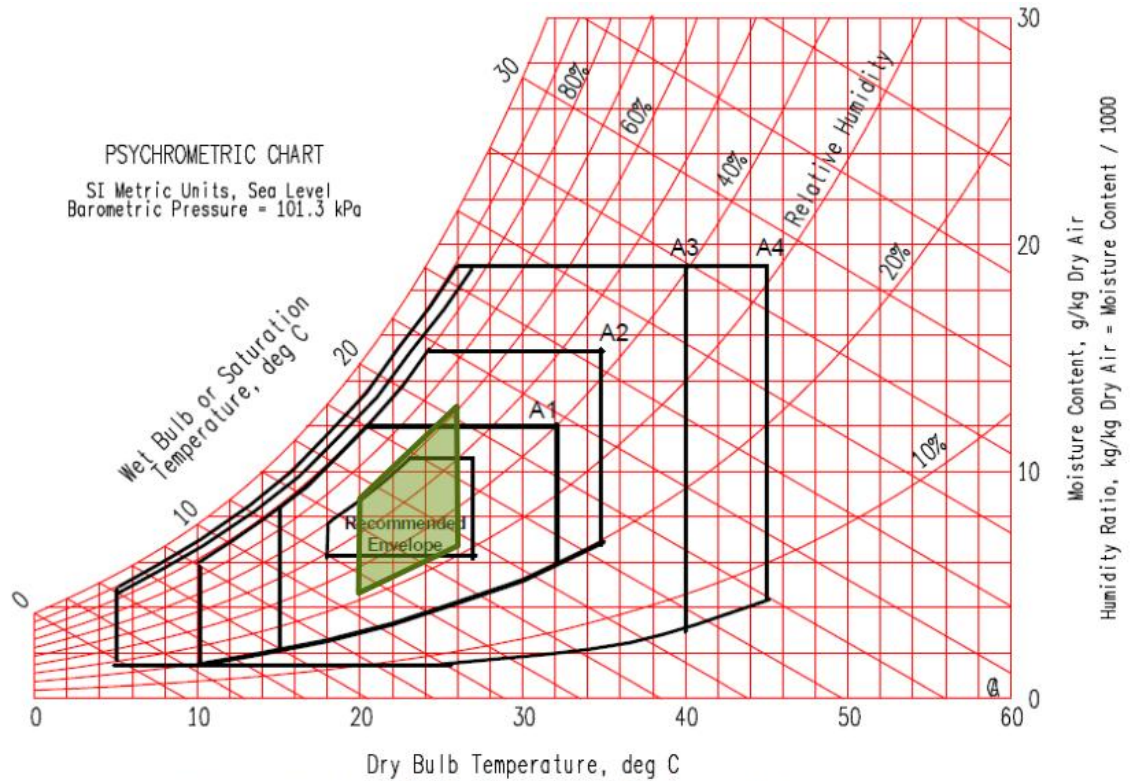 PSYCHROMETRIC CHART
SI Metric Units, Sea Level
Barometric Pressure = 101.3 kPa
Wet Bulb or Saturation
Temperature, deg C
0
10
20
30
80%
60%
40%
20%
10%
Relative Humidity
A1
A2
A3
A4
Recommended
Envelope
30
20
10
0
Moisture Content, g/kg Dry Air
Humidity Ratio, kg/kg Dry Air = Moisture Content / 1000
0
10
20
30
40
50
60
Dry Bulb Temperature, deg C